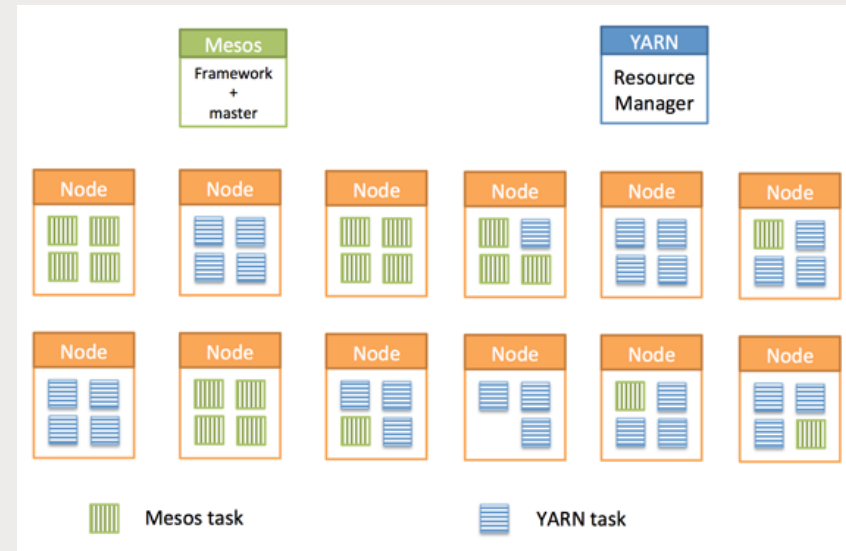 Mesos
Framework
+
master
YARN
Resource
Manager
Node
Node
Node
Node
Node
Node
Node
Node
Node
Node
Node
Node
Mesos task
YARN task